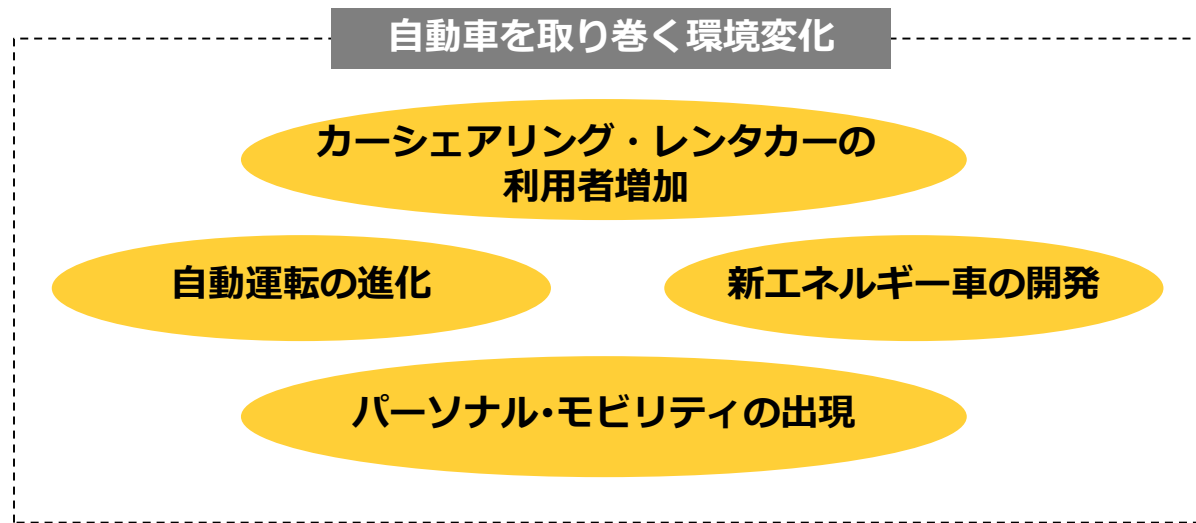 自動車を取り巻く環境変化
カーシェアリング・レンタカーの
利用者増加
自動運転の進化
新エネルギー車の開発
パーソナル･モビリティの出現